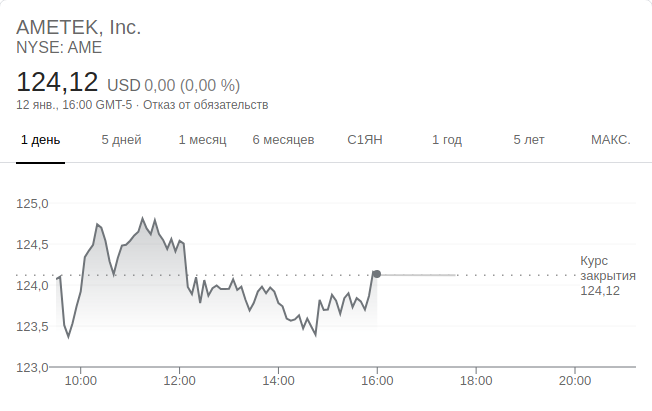 AMETEK, Inc.
NYSE: AME
124,12 USD 0,00 (0,00 %)
12 янв., 16:00 GMT-5 · Отказ от обязательств
1 день 5 дней 1 месяц 6 месяцев С1ЯН 1 год 5 лет МАКС.
125,0
124,5
Курс
закрытия
124,12
124,0
123,5
123,0
10:00 12:00 14:00 16:00 18:00 20:00